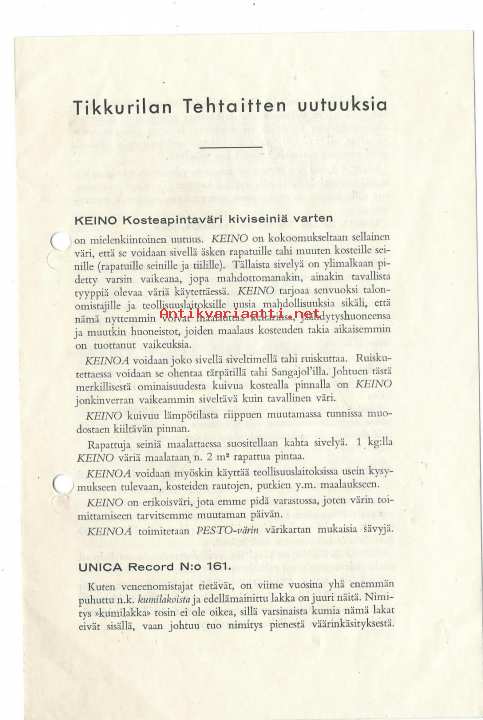 Tikkurilan Tehtaitten uutuuksia
KEINO Kosteapintaväri kiviseiniä varten
on mielenkiintoinen uutuus. KEINO on kokoomukseltaan sellainen
väri, että se voidaan sivellä äsken rapatuille tahi muuten kosteille sei-
nille (rapatuille seinille ja tiilille). Tällaista sivelyä on ylimalkaan pi-
detty varsin vaikeana, jopa mahdottomanakin, ainakin tavallista
tyyppiä olevaa väriä käytettäessä. KEINO tarjoaa senvuoksi talon-
omistajille ja teollisuuslaitoksille uusia mahdollisuuksia sikäli, että
nämä nyttemmin voivat maalauttaa kellarinsa, jäähdytyshuoneensa
Antikvariaatti.net
ja muutkin huoneistot, joiden maalaus kosteuden takia aikaisemmin
on tuottanut vaikeuksia.
KEINOA voidaan joko sivellä siveltimellä tahi ruiskuttaa. Ruisku-
tettaessa voidaan se ohentaa tärpätillä tahi Sangajol'illa. Johtuen tästä
merkillisestä ominaisuudesta kuivua kostealla pinnalla on KEINO
jonkinverran vaikeammin siveltävä kuin tavallinen väri.
KEINO kuivuu lämpötilasta riippuen muutamassa tunnissa muo-
dostaen kiiltävän pinnan.
Rapattuja seiniä maalattaessa suositellaan kahta sivelyä. 1 kg:lla
KEINO väriä maalataan n. 2 m² rapattua pintaa.
KEINOA voidaan myöskin käyttää teollisuuslaitoksissa usein kysy-
mukseen tulevaan, kosteiden rautojen, putkien y.m. maalaukseen.
KEINO on erikoisväri, jota emme pidä varastossa, joten värin toi-
mittamiseen tarvitsemme muutaman päivän.
KEINOA toimitetaan PESTO-värin värikartan mukaisia sävyjä.
UNICA Record N:o 161.
Kuten veneenomistajat tietävät, on viime vuosina yhä enemmän
puhuttu n.k. kumilakoista ja edellämainittu lakka on juuri näitä. Nimi-
tys »kumilakka» tosin ei ole oikea, sillä varsinaista kumia nämä lakat
eivät sisällä, vaan johtuu tuo nimitys pienestä väärinkäsityksestä.